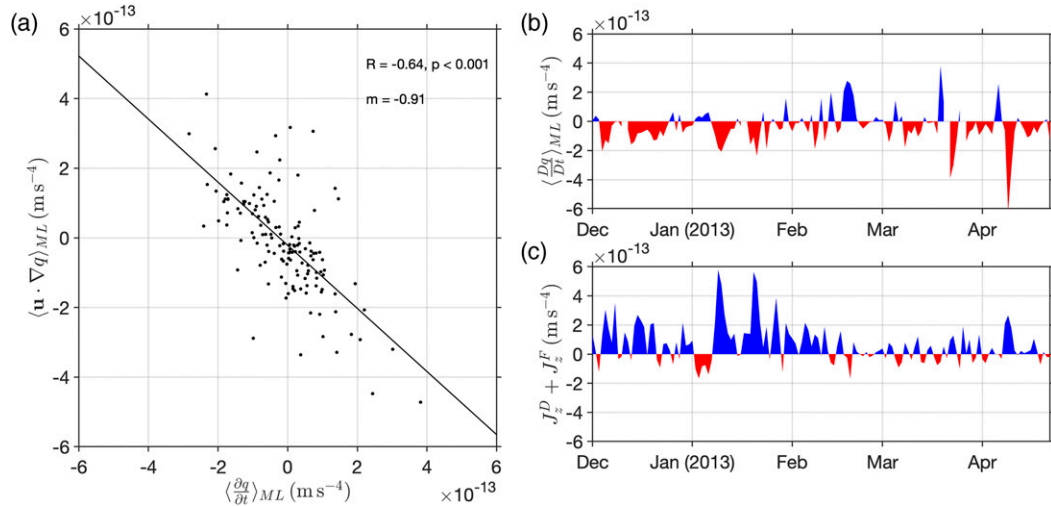 (a)
×10⁻¹³
6
4
2
0
-2
-4
-6
-6 -4 -2 0 2 4 6
×10⁻¹³
R = -0.64, p < 0.001
m = -0.91
⟨u · ∇q⟩_ML (m s⁻⁴)
⟨∂q/∂t⟩_ML (m s⁻⁴)
(b)
×10⁻¹³
6
4
2
0
-2
-4
-6
⟨Dq/Dt⟩_ML (m s⁻⁴)
Dec Jan (2013) Feb Mar Apr
(c)
×10⁻¹³
6
4
2
0
-2
-4
-6
J_z^D + J_z^F (m s⁻⁴)
Dec Jan (2013) Feb Mar Apr